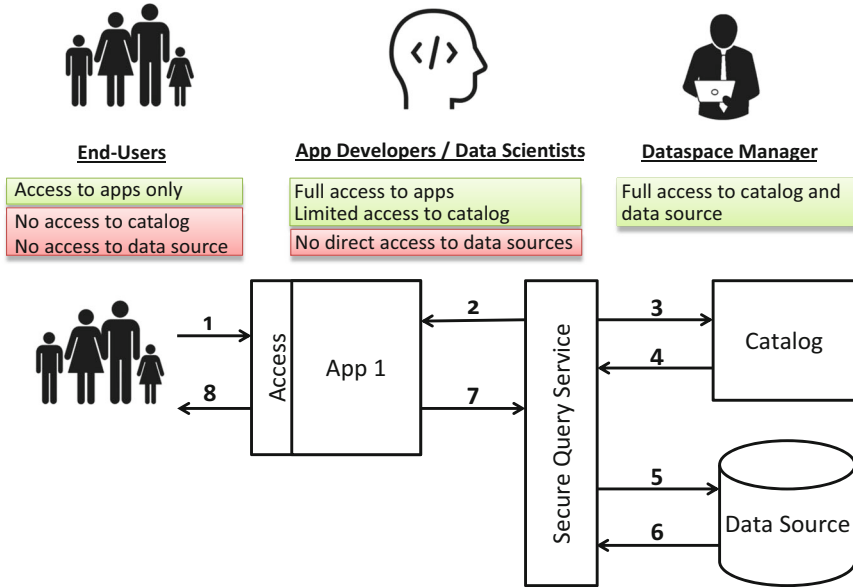 </>
End-Users
App Developers / Data Scientists
Dataspace Manager
Access to apps only
No access to catalog
No access to data source
Full access to apps
Limited access to catalog
No direct access to data sources
Full access to catalog and
data source
1
8
Access
App 1
2
7
Secure Query Service
3
4
Catalog
5
6
Data Source